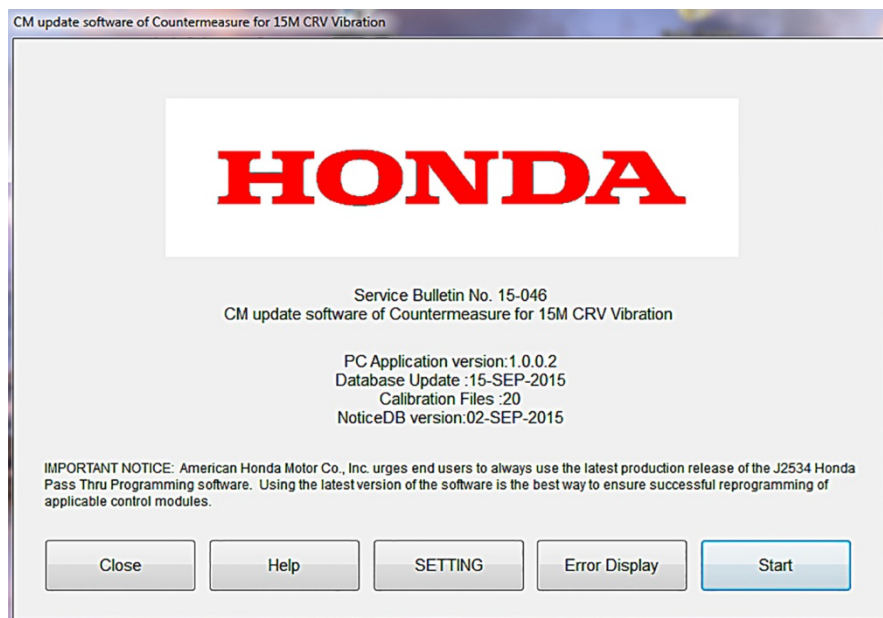 CM update software of Countermeasure for 15M CRV Vibration
HONDA
Service Bulletin No. 15-046
CM update software of Countermeasure for 15M CRV Vibration
PC Application version:1.0.0.2
Database Update :15-SEP-2015
Calibration Files :20
NoticeDB version:02-SEP-2015
IMPORTANT NOTICE: American Honda Motor Co., Inc. urges end users to always use the latest production release of the J2534 Honda
Pass Thru Programming software. Using the latest version of the software is the best way to ensure successful reprogramming of
applicable control modules.
Close Help SETTING Error Display Start